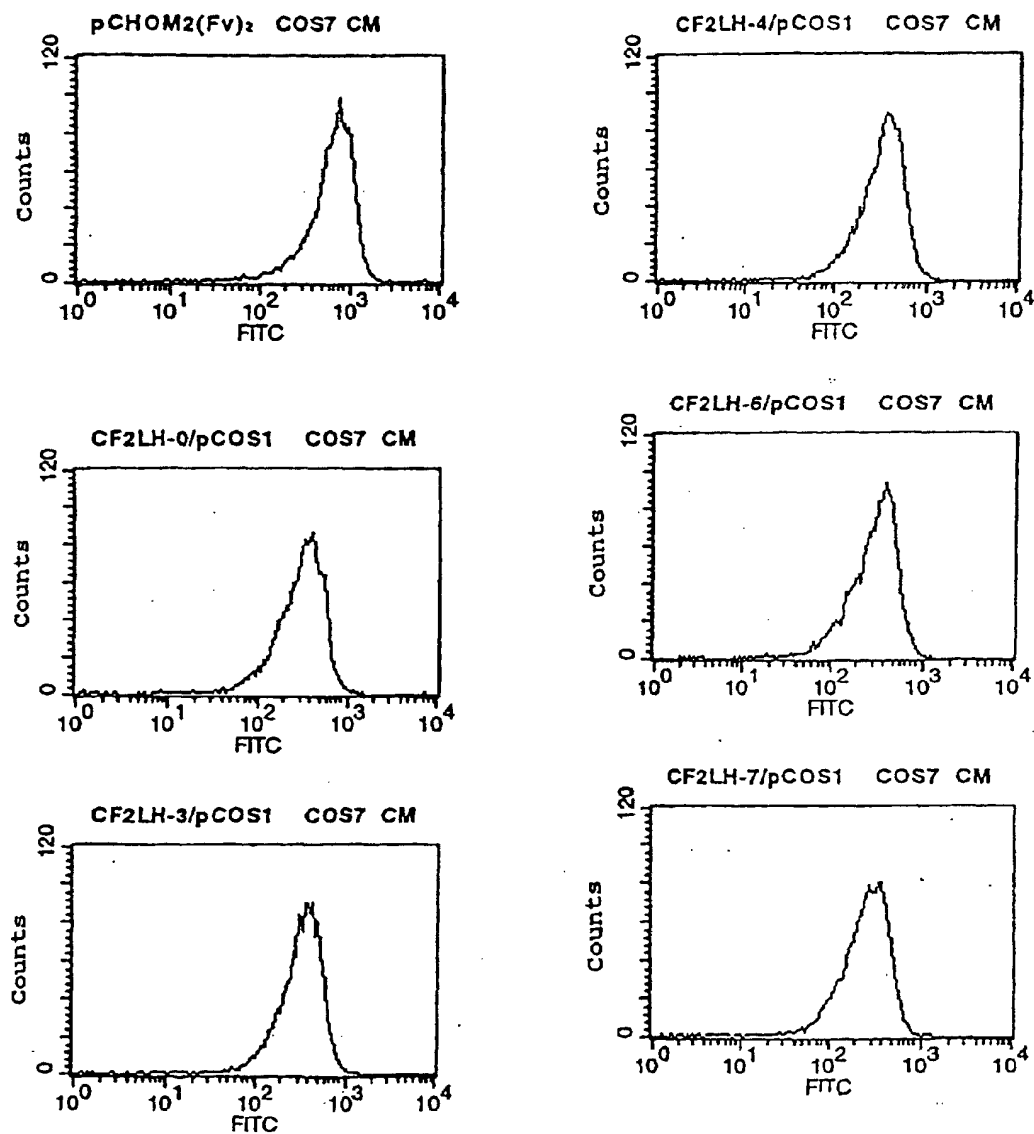 pCHOM2(Fv)₂ COS7 CM
120
Counts
0
10⁰ 10¹ 10² 10³ 10⁴
FITC
CF2LH-0/pCOS1 COS7 CM
120
Counts
0
10⁰ 10¹ 10² 10³ 10⁴
FITC
CF2LH-3/pCOS1 COS7 CM
120
Counts
0
10⁰ 10¹ 10² 10³ 10⁴
FITC
CF2LH-4/pCOS1 COS7 CM
120
Counts
0
10⁰ 10¹ 10² 10³ 10⁴
FITC
CF2LH-6/pCOS1 COS7 CM
120
Counts
0
10⁰ 10¹ 10² 10³ 10⁴
FITC
CF2LH-7/pCOS1 COS7 CM
120
Counts
0
10⁰ 10¹ 10² 10³ 10⁴
FITC